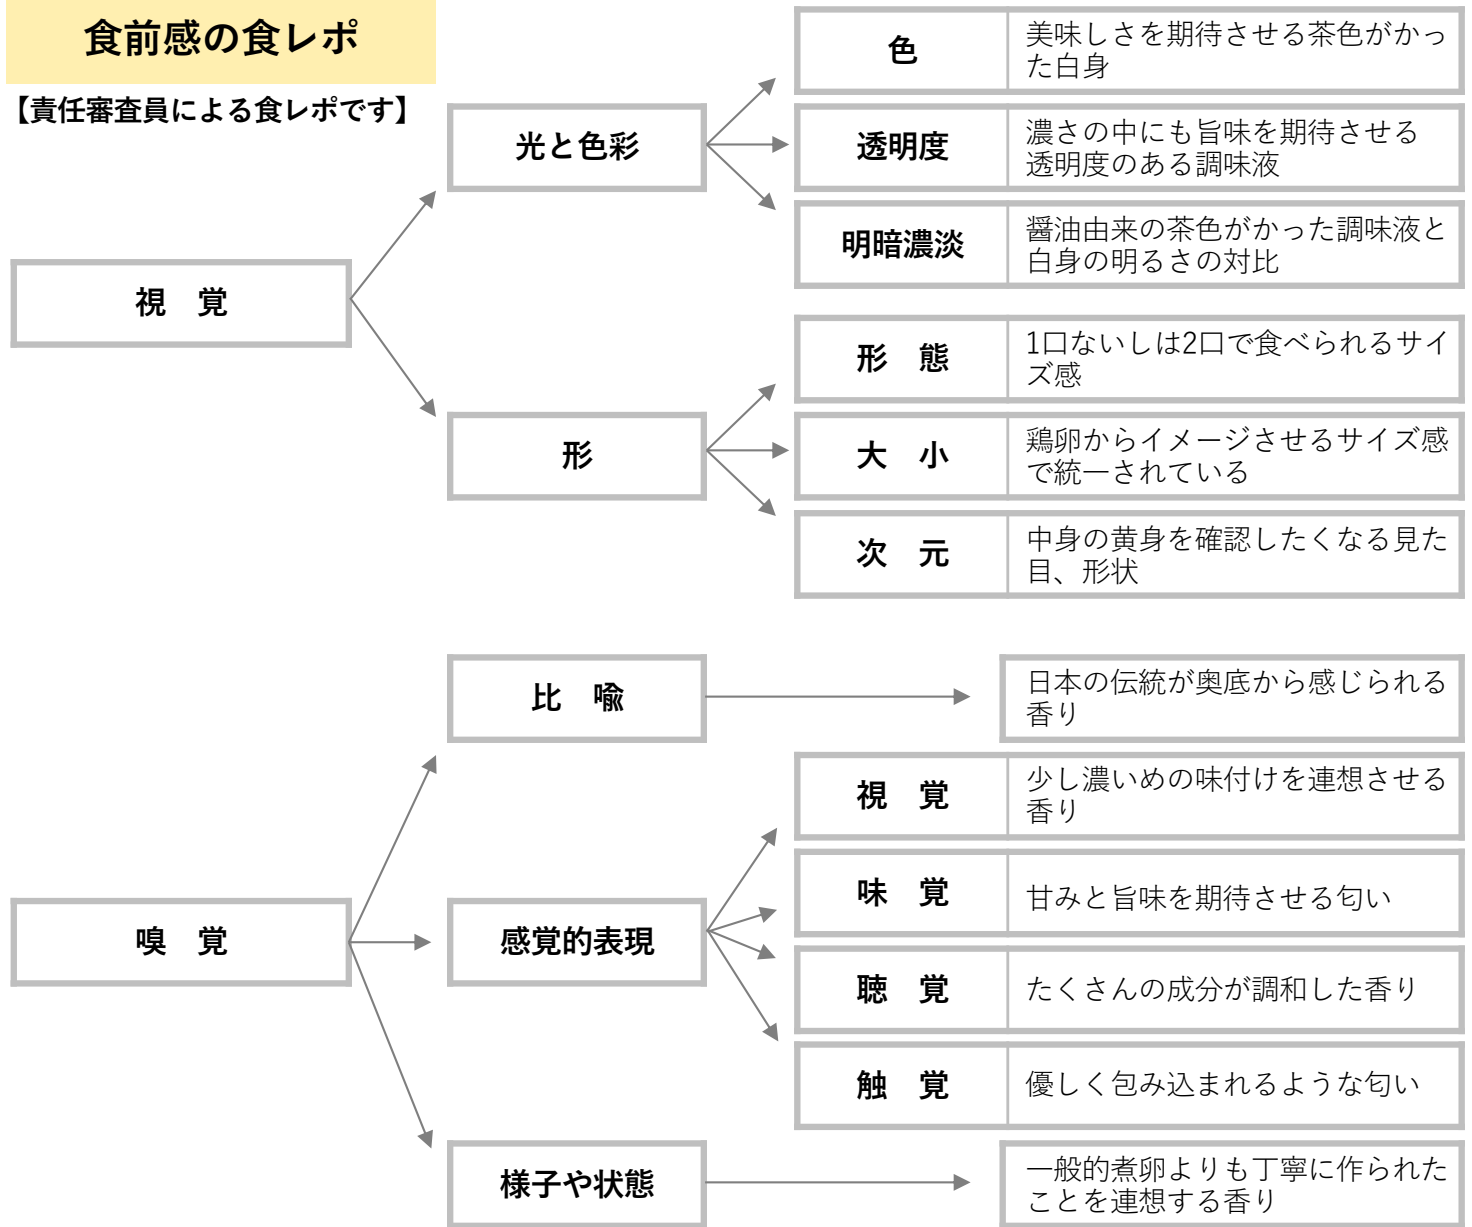 食前感の食レポ
【責任審査員による食レポです】
視　覚
光と色彩
色
美味しさを期待させる茶色がかっ
た白身
透明度
濃さの中にも旨味を期待させる
透明度のある調味液
明暗濃淡
醤油由来の茶色がかった調味液と
白身の明るさの対比
形
形　態
1口ないしは2口で食べられるサイ
ズ感
大　小
鶏卵からイメージさせるサイズ感
で統一されている
次　元
中身の黄身を確認したくなる見た
目、形状
嗅　覚
比　喩
日本の伝統が奥底から感じられる
香り
感覚的表現
視　覚
少し濃いめの味付けを連想させる
香り
味　覚
甘みと旨味を期待させる匂い
聴　覚
たくさんの成分が調和した香り
触　覚
優しく包み込まれるような匂い
様子や状態
一般的煮卵よりも丁寧に作られた
ことを連想する香り